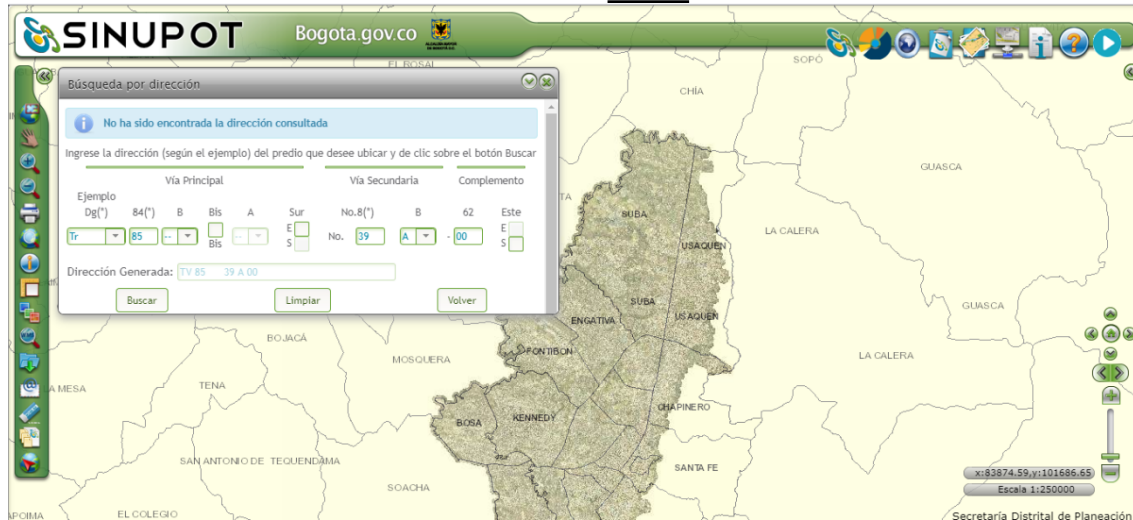 SINUPOT
Bogota.gov.co
EL ROSAL
SOPÓ
CHÍA
GUASCA
Búsqueda por dirección
No ha sido encontrada la dirección consultada
Ingrese la dirección (según el ejemplo) del predio que desee ubicar y de clic sobre el botón Buscar
Vía Principal Vía Secundaria Complemento
Ejemplo
Dg(*) 84(*) B Bis A Sur No.8(*) B 62 Este
Tr 85 -- Bis -- E S No. 39 A - 00 E S
Dirección Generada: TV 85 39 A 00
Buscar Limpiar Volver
TA
SUBA
USAQUEN
LA CALERA
SUBA
USAQUEN
GUASCA
ENGATIVA
BOJACÁ
MOSQUERA
FONTIBON
LA CALERA
LA MESA
TENA
BOSA
KENNEDY
CHAPINERO
SAN ANTONIO DE TEQUENDAMA
SANTA FE
SOACHA
x:83874.59,y:101686.65
Escala 1:250000
APOIMA
EL COLEGIO
Secretaría Distrital de Planeación